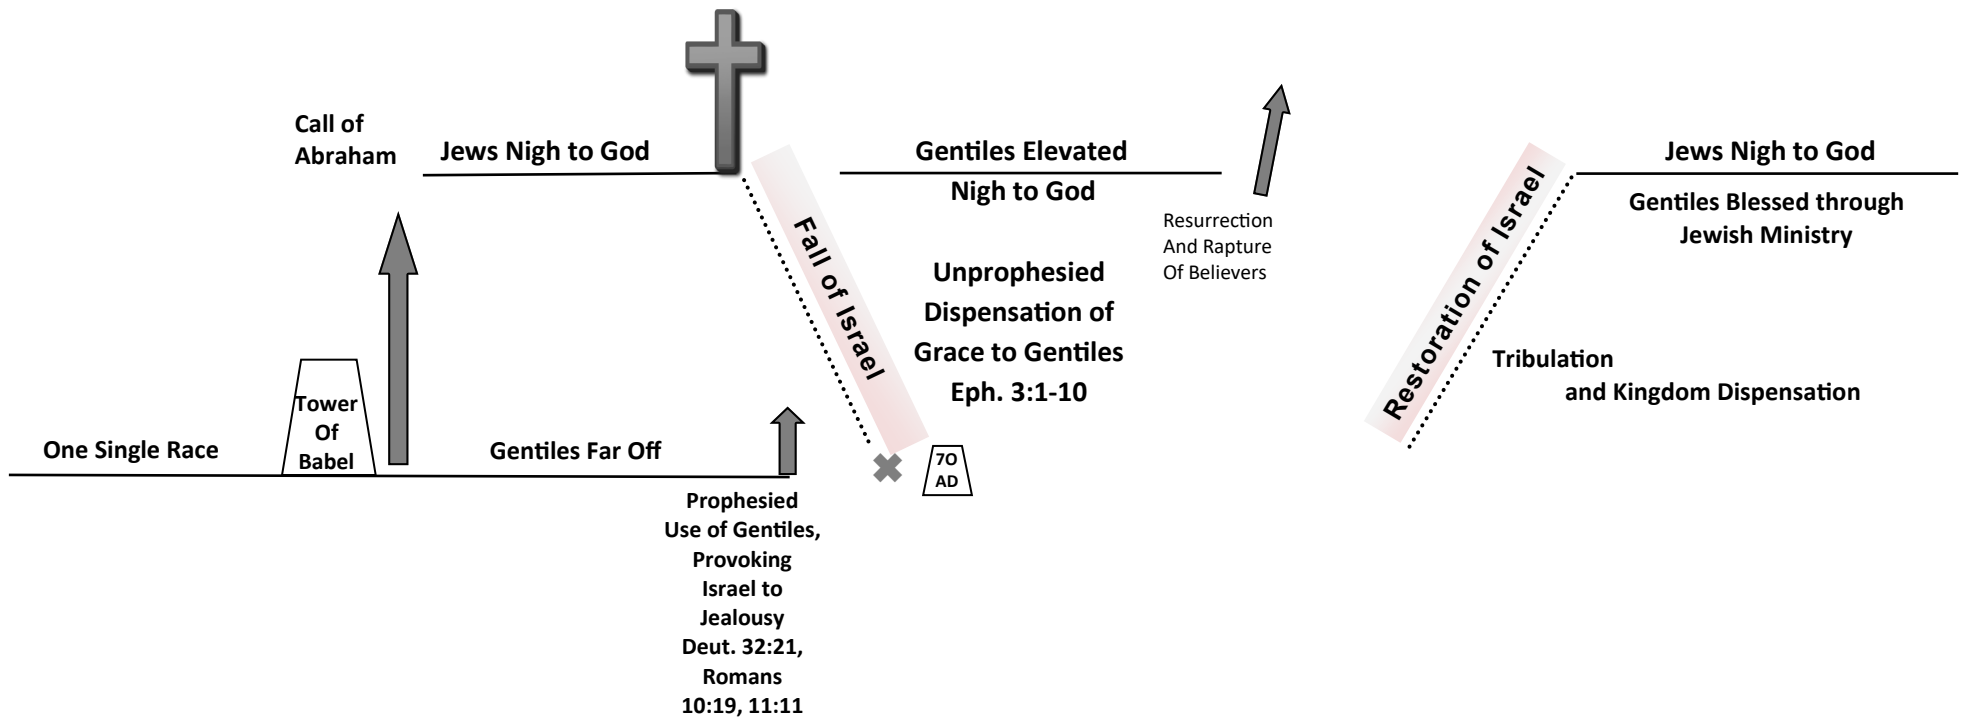 Call of
Abraham
Jews Nigh to God
Gentiles Elevated
Nigh to God
Jews Nigh to God
Gentiles Blessed through
Jewish Ministry
Resurrection
And Rapture
Of Believers
Fall of Israel
Unprophesied
Dispensation of
Grace to Gentiles
Eph. 3:1-10
Restoration of Israel
Tribulation
and Kingdom Dispensation
One Single Race
Tower
Of
Babel
Gentiles Far Off
70
AD
Prophesied
Use of Gentiles,
Provoking
Israel to
Jealousy
Deut. 32:21,
Romans
10:19, 11:11